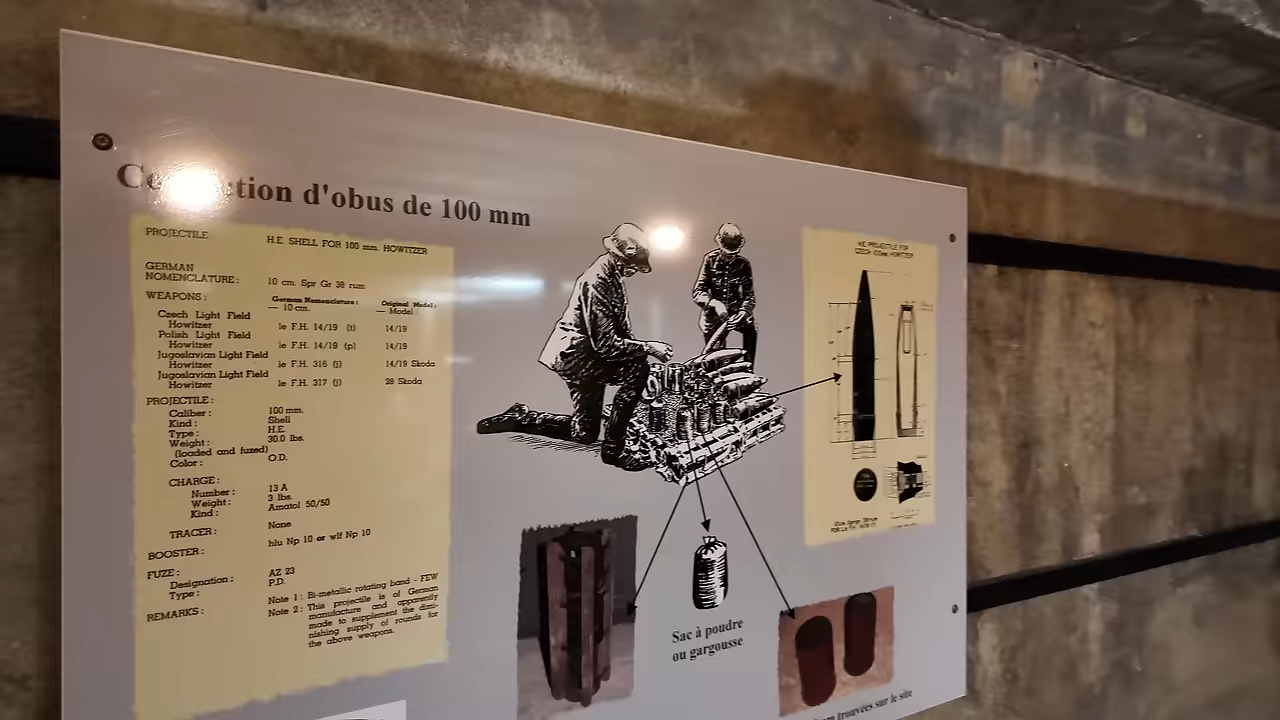 d'obus de 100 mm
PROJECTILE H.E. SHELL FOR 100 mm. HOWITZER
GERMAN
NOMENCLATURE : 10 cm. Spr Gr 38 rum
WEAPONS : German Nomenclature : Original Model :
— 10 cm. — Model :
Czech Light Field
Howitzer le F.H. 14/19 (t) 14/19
Polish Light Field
Howitzer le F.H. 14/19 (p) 14/19
Jugoslavian Light Field
Howitzer le F.H. 316 (j) 14/19 Skoda
Jugoslavian Light Field
Howitzer le F.H. 317 (j) 28 Skoda
PROJECTILE :
Caliber : 100 mm.
Kind : Shell
Type : H.E.
Weight : 30.0 lbs.
(loaded and fuzed)
Color : O.D.
CHARGE :
Number : 13 A
Weight : 3 lbs.
Kind : Amatol 50/50
TRACER : None
BOOSTER : hlu Np 10 or wlf Np 10
FUZE :
Designation : AZ 23
Type : P.D.
REMARKS : Note 1 : Bi-metallic rotating band - FEW
Note 2 : This projectile is of German
manufacture and apparently
made to supplement the dimi-
nishing supply of rounds for
the above weapons.
H.E. PROJECTILE FOR
CZECH 100mm HOWITZER
Sac à poudre
ou gargousse
trouvées sur le site